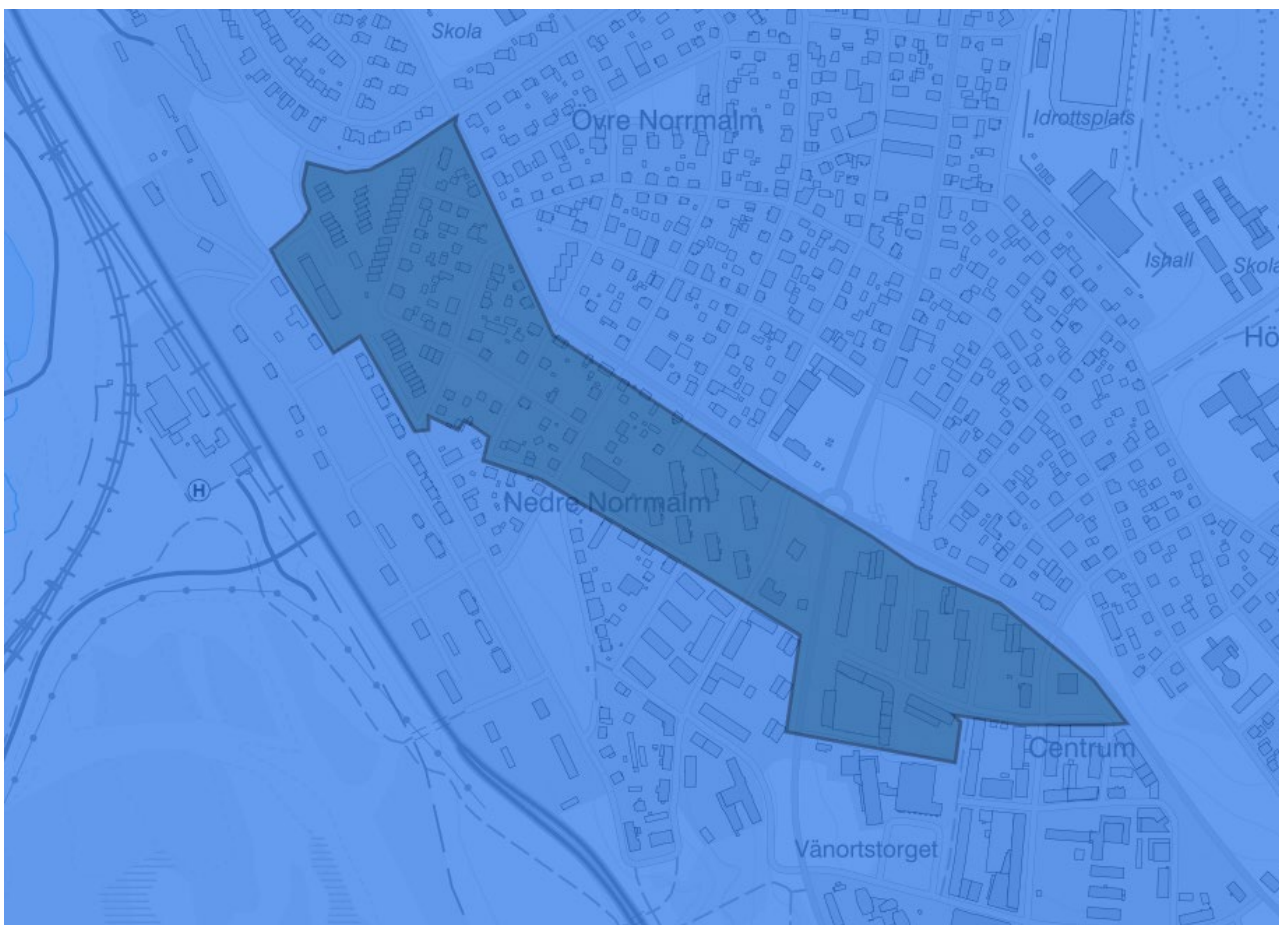 Skola
Övre Norrmalm
Idrottsplats
Ishall
Skola
Hö
H
Nedre Norrmalm
Centrum
Vänortstorget